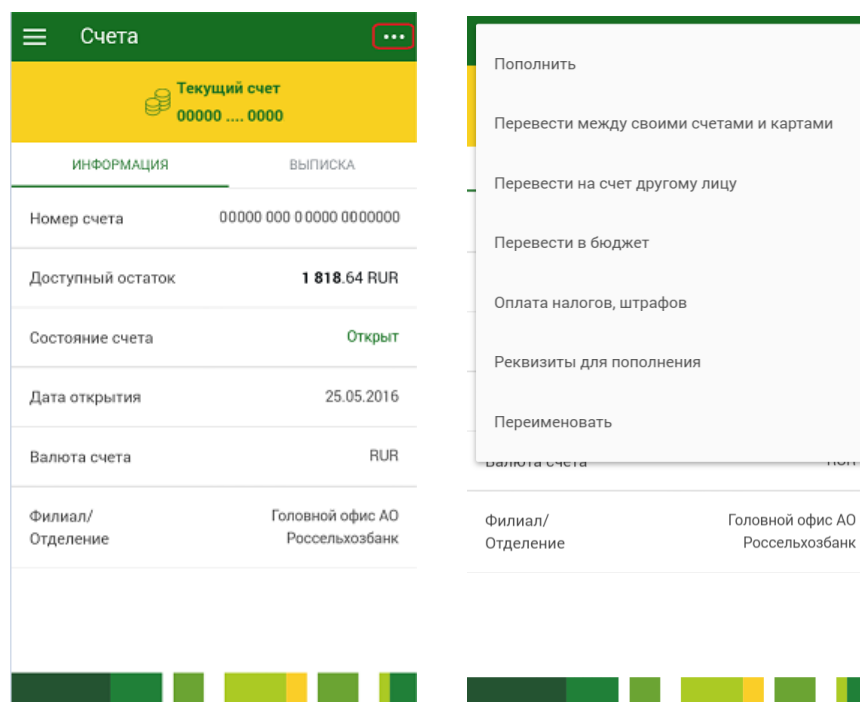 Счета
Текущий счет
00000 .... 0000
ИНФОРМАЦИЯ ВЫПИСКА
Номер счета 00000 000 0 0000 0000000
Доступный остаток 1 818.64 RUR
Состояние счета Открыт
Дата открытия 25.05.2016
Валюта счета RUR
Филиал/ Головной офис АО
Отделение Россельхозбанк
Пополнить
Перевести между своими счетами и картами
Перевести на счет другому лицу
Перевести в бюджет
Оплата налогов, штрафов
Реквизиты для пополнения
Переименовать
Валюта счета RUR
Филиал/ Головной офис АО
Отделение Россельхозбанк